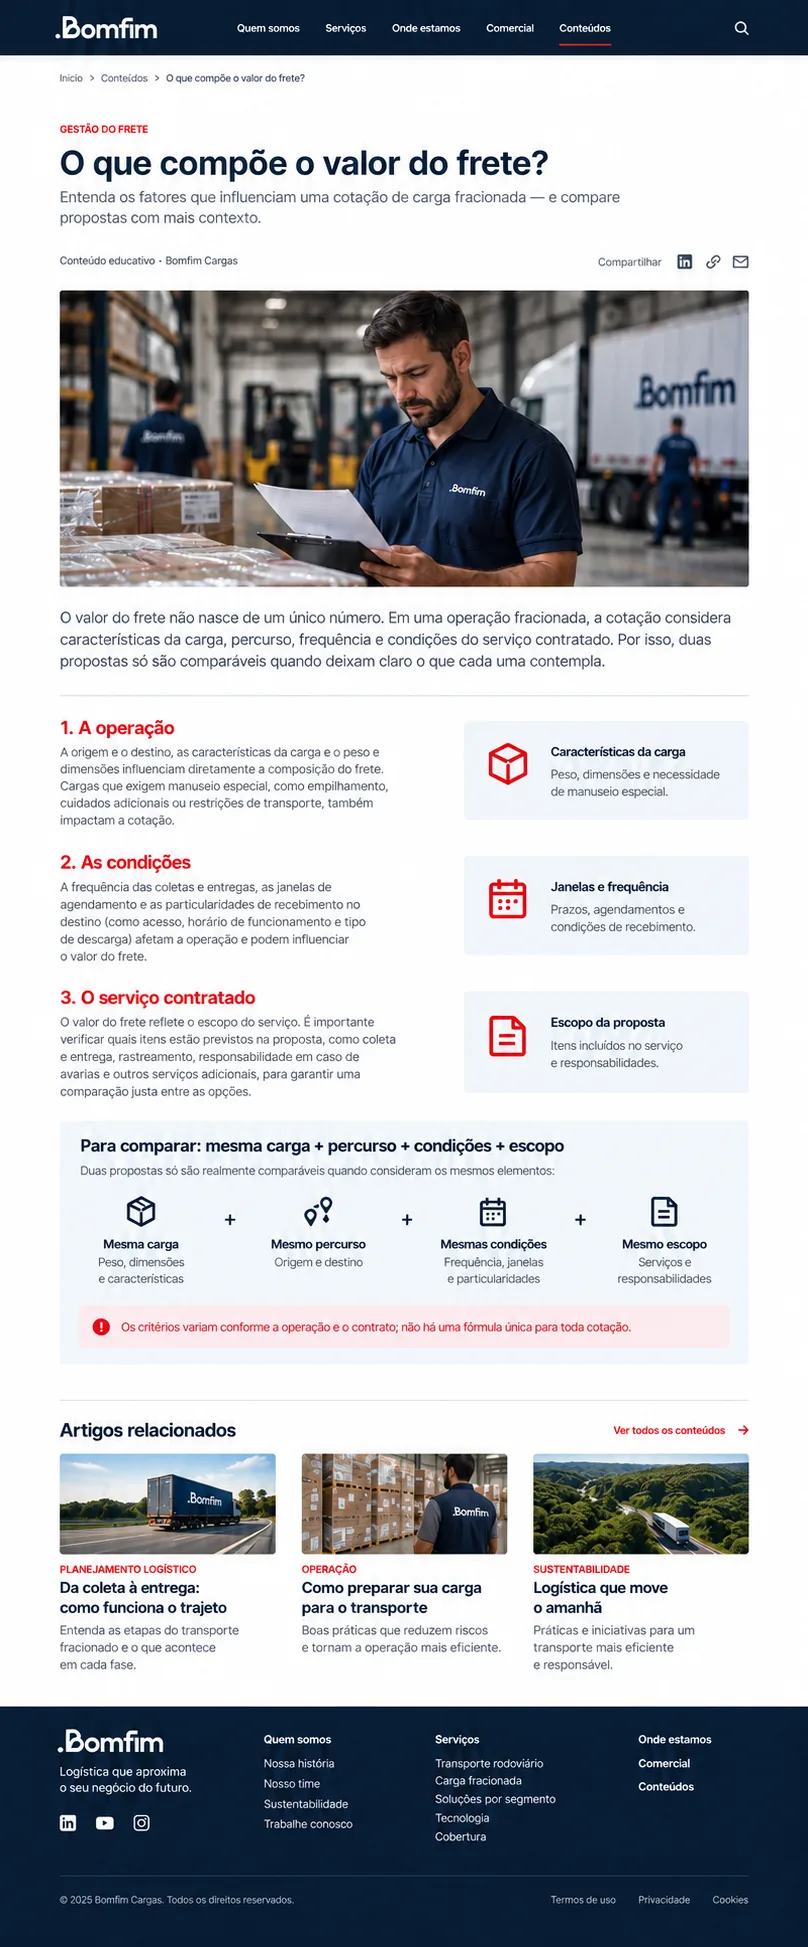 .Bomfim
Quem somos
Serviços
Onde estamos
Comercial
Conteúdos
Inicio > Conteúdos > O que compõe o valor do frete?
GESTÃO DO FRETE
O que compõe o valor do frete?
Entenda os fatores que influenciam uma cotação de carga fracionada — e compare
propostas com mais contexto.
Conteúdo educativo • Bomfim Cargas
Compartilhar
.Bomfim
.Bomfim
.Bomfim
O valor do frete não nasce de um único número. Em uma operação fracionada, a cotação considera
características da carga, percurso, frequência e condições do serviço contratado. Por isso, duas
propostas só são comparáveis quando deixam claro o que cada uma contempla.
1. A operação
A origem e o destino, as características da carga e o peso e
dimensões influenciam diretamente a composição do frete.
Cargas que exigem manuseio especial, como empilhamento,
cuidados adicionais ou restrições de transporte, também
impactam a cotação.
Características da carga
Peso, dimensões e necessidade
de manuseio especial.
2. As condições
A frequência das coletas e entregas, as janelas de
agendamento e as particularidades de recebimento no
destino (como acesso, horário de funcionamento e tipo
de descarga) afetam a operação e podem influenciar
o valor do frete.
Janelas e frequência
Prazos, agendamentos e
condições de recebimento.
3. O serviço contratado
O valor do frete reflete o escopo do serviço. É importante
verificar quais itens estão previstos na proposta, como coleta
e entrega, rastreamento, responsabilidade em caso de
avarias e outros serviços adicionais, para garantir uma
comparação justa entre as opções.
Escopo da proposta
Itens incluídos no serviço
e responsabilidades.
Para comparar: mesma carga + percurso + condições + escopo
Duas propostas só são realmente comparáveis quando consideram os mesmos elementos:
Mesma carga
Peso, dimensões
e características
+
Mesmo percurso
Origem e destino
+
Mesmas condições
Frequência, janelas
e particularidades
+
Mesmo escopo
Serviços e
responsabilidades
Os critérios variam conforme a operação e o contrato; não há uma fórmula única para toda cotação.
Artigos relacionados
Ver todos os conteúdos →
.Bomfim
.Bomfim
PLANEJAMENTO LOGÍSTICO
Da coleta à entrega:
como funciona o trajeto
Entenda as etapas do transporte
fracionado e o que acontece
em cada fase.
OPERAÇÃO
Como preparar sua carga
para o transporte
Boas práticas que reduzem riscos
e tornam a operação mais eficiente.
SUSTENTABILIDADE
Logística que move
o amanhã
Práticas e iniciativas para um
transporte mais eficiente
e responsável.
.Bomfim
Logística que aproxima
o seu negócio do futuro.
Quem somos
Nossa história
Nosso time
Sustentabilidade
Trabalhe conosco
Serviços
Transporte rodoviário
Carga fracionada
Soluções por segmento
Tecnologia
Cobertura
Onde estamos
Comercial
Conteúdos
© 2025 Bomfim Cargas. Todos os direitos reservados.
Termos de uso
Privacidade
Cookies